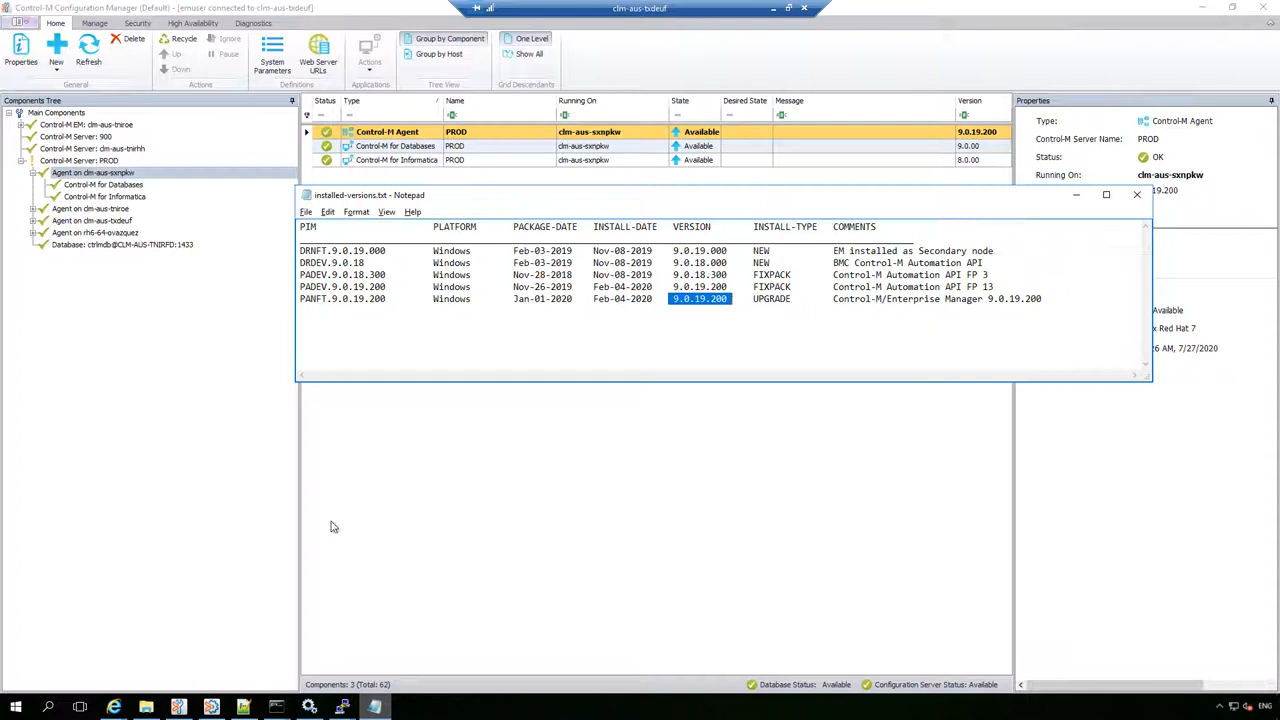 Control-M Configuration Manager (Default) - [emuser connected to clm-aus-txdeuf]
clm-aus-txdeuf
Home Manage Security High Availability Diagnostics
Properties
New
Refresh
Delete
General
Recycle
Ignore
Up
Pause
Down
Actions
System Parameters
Web Server URLs
Definitions
Actions
Applications
Group by Component
Group by Host
Tree View
One Level
Show All
Grid Descendants
Components Tree
Main Components
Control-M EM: clm-aus-tniroe
Control-M Server: 900
Control-M Server: clm-aus-tnirhh
Control-M Server: PROD
Agent on clm-aus-sxnpkw
Control-M for Databases
Control-M for Informatica
Agent on clm-aus-tniroe
Agent on clm-aus-txdeuf
Agent on rh6-64-ovazquez
Database: ctrlmdb@CLM-AUS-TNIRFD:1433
Status Type Name Running On State Desired State Message Version
Control-M Agent PROD clm-aus-sxnpkw Available 9.0.19.200
Control-M for Databases PROD clm-aus-sxnpkw Available 9.0.00
Control-M for Informatica PROD clm-aus-sxnpkw Available 8.0.00
Properties
Type: Control-M Agent
Control-M Server Name: PROD
Status: OK
Running On: clm-aus-sxnpkw
.19.200
Available
x Red Hat 7
26 AM, 7/27/2020
installed-versions.txt - Notepad
File Edit Format View Help
PIM PLATFORM PACKAGE-DATE INSTALL-DATE VERSION INSTALL-TYPE COMMENTS
DRNFT.9.0.19.000 Windows Feb-03-2019 Nov-08-2019 9.0.19.000 NEW EM installed as Secondary node
DRDEV.9.0.18 Windows Feb-03-2019 Nov-08-2019 9.0.18.000 NEW BMC Control-M Automation API
PADEV.9.0.18.300 Windows Nov-28-2018 Nov-08-2019 9.0.18.300 FIXPACK Control-M Automation API FP 3
PADEV.9.0.19.200 Windows Nov-26-2019 Feb-04-2020 9.0.19.200 FIXPACK Control-M Automation API FP 13
PANFT.9.0.19.200 Windows Jan-01-2020 Feb-04-2020 9.0.19.200 UPGRADE Control-M/Enterprise Manager 9.0.19.200
Components: 3 (Total: 62)
Database Status: Available
Configuration Server Status: Available
ENG